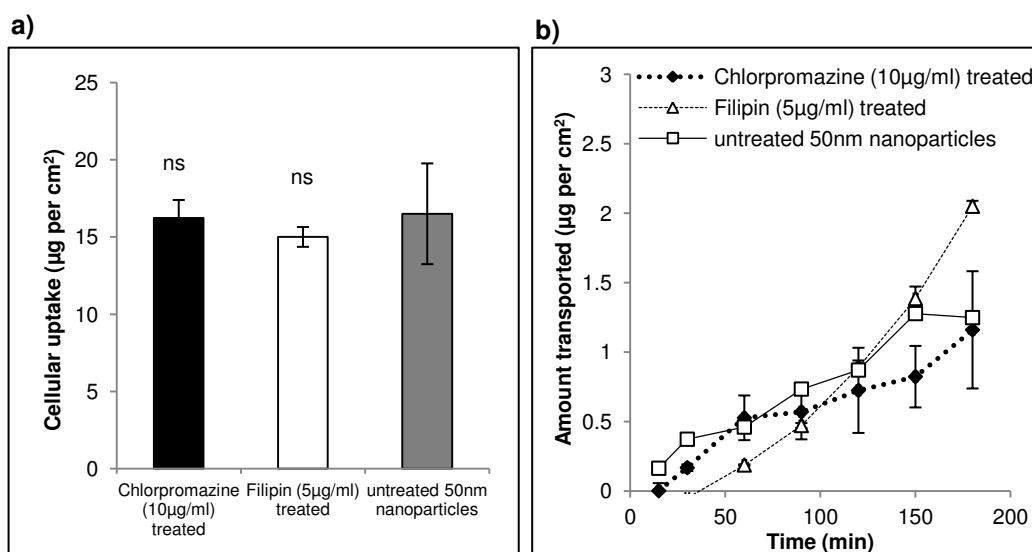 a)
25
20
15
10
5
0
Cellular uptake (µg per cm²)
ns
ns
Chlorpromazine
(10µg/ml)
treated
Filipin (5µg/ml)
treated
untreated 50nm
nanoparticles
b)
3
2.5
2
1.5
1
0.5
0
Amount transported (µg per cm²)
Chlorpromazine (10µg/ml) treated
Filipin (5µg/ml) treated
untreated 50nm nanoparticles
0 50 100 150 200
Time (min)